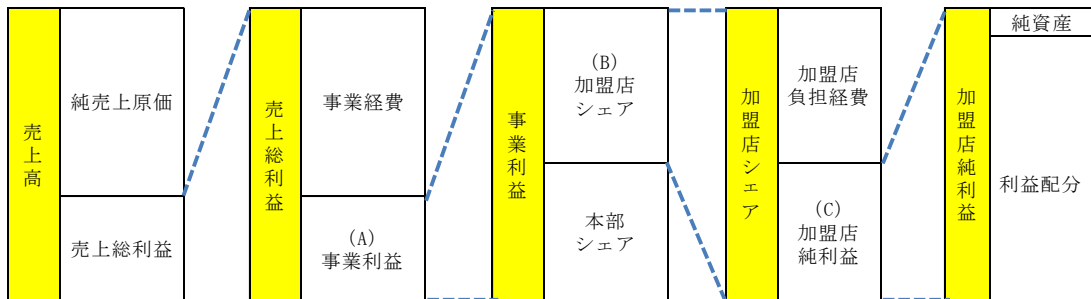 売上高
純売上原価
売上総利益
売上総利益
事業経費
(A)
事業利益
事業利益
(B)
加盟店
シェア
本部
シェア
加盟店シェア
加盟店
負担経費
(C)
加盟店
純利益
加盟店純利益
純資産
利益配分